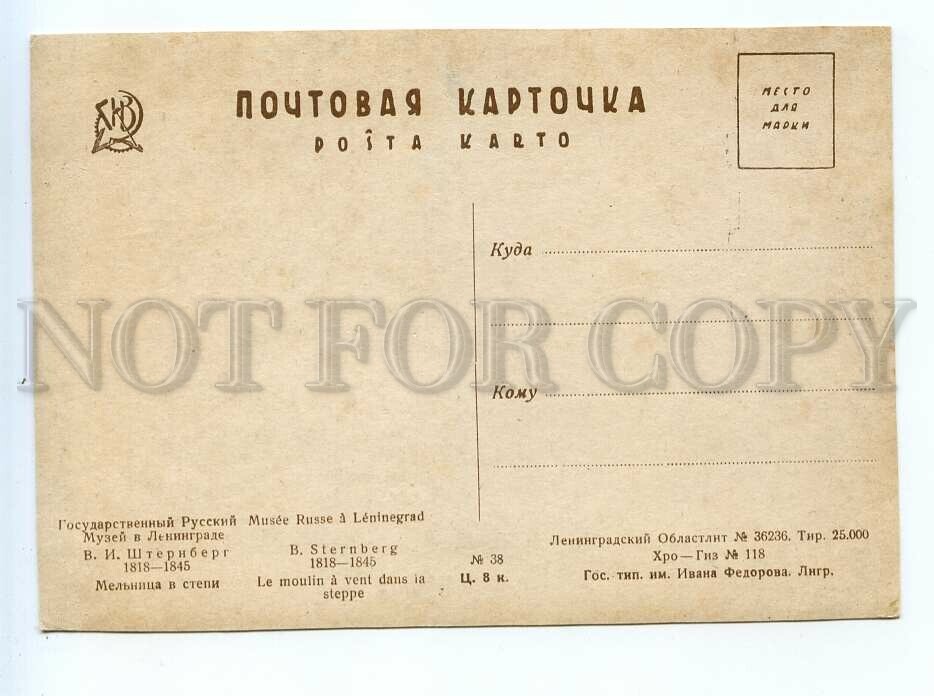 АХРВ
ПОЧТОВАЯ КАРТОЧКА
POŜTA KARTO
МЕСТО
ДЛЯ
МАРКИ
Куда
NOT FOR COPY
Кому
Государственный Русский
Музей в Ленинграде
В. И. Штернберг
1818—1845
Мельница в степи
Musée Russe à Léninegrad
B. Sternberg
1818—1845
Le moulin à vent dans la
steppe
№ 38
Ц. 8 к.
Ленинградский Областлит № 36236. Тир. 25.000
Хро—Гиз № 118
Гос. тип. им. Ивана Федорова. Лнгр.